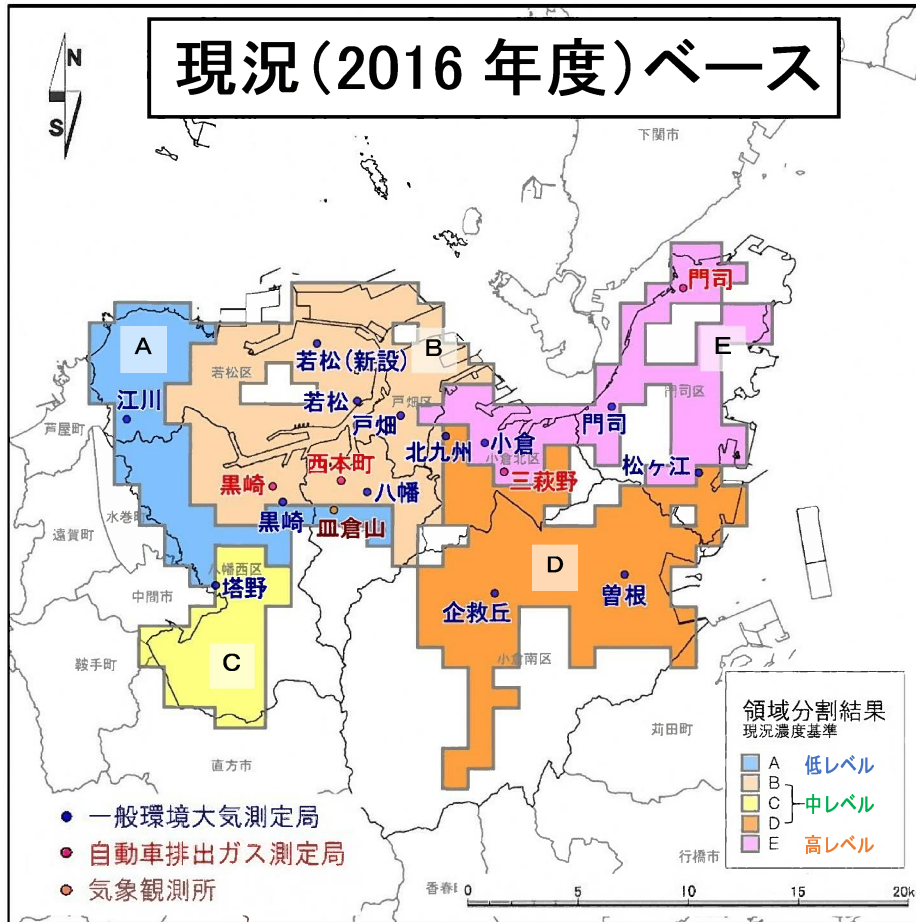 現況(2016 年度)ベース
N
S
下関市
門司
A
B
E
若松(新設)
若松区
門司区
江川
若松
戸畑
戸畑区
門司
芦屋町
北九州
小倉
小倉北区
松ヶ江
西本町
三萩野
黒崎
八幡
水巻
黒崎
皿倉山
遠賀町
八幡西区
塔野
D
中間市
曽根
企救丘
C
鞍手町
小倉南区
苅田町
直方市
行橋市
香春
領域分割結果
現況濃度基準
A 低レベル
B
C 中レベル
D
E 高レベル
一般環境大気測定局
自動車排出ガス測定局
気象観測所
0 5 10 15 20k